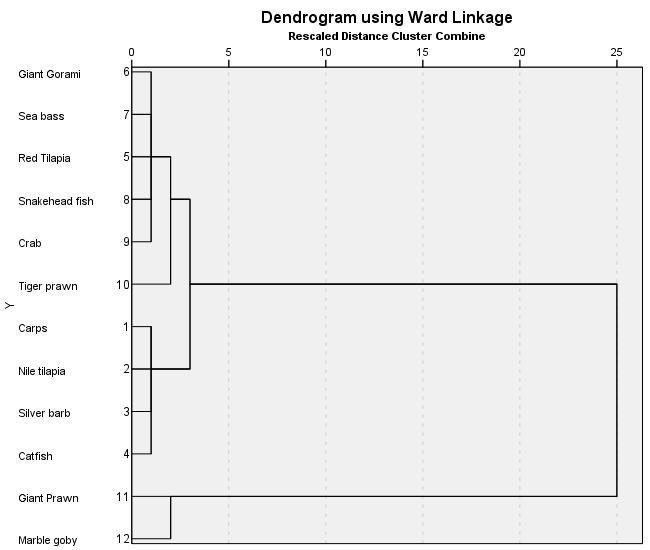 Dendrogram using Ward Linkage
Rescaled Distance Cluster Combine
0 5 10 15 20 25
Giant Gorami 6
Sea bass 7
Red Tilapia 5
Snakehead fish 8
Crab 9
Tiger prawn 10
Y
Carps 1
Nile tilapia 2
Silver barb 3
Catfish 4
Giant Prawn 11
Marble goby 12